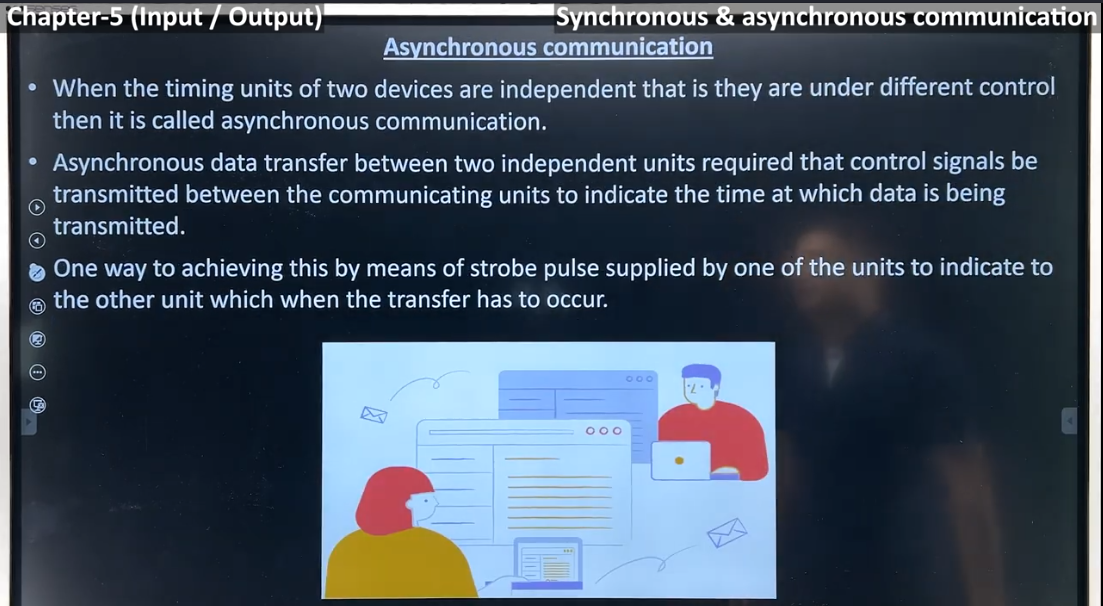 Chapter-5 (Input / Output)
Synchronous & asynchronous communication
Asynchronous communication
• When the timing units of two devices are independent that is they are under different control
then it is called asynchronous communication.
• Asynchronous data transfer between two independent units required that control signals be
transmitted between the communicating units to indicate the time at which data is being
transmitted.
One way to achieving this by means of strobe pulse supplied by one of the units to indicate to
the other unit which when the transfer has to occur.